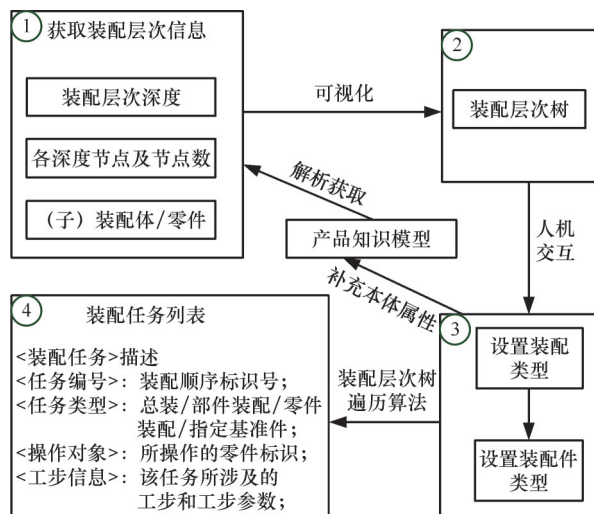 1 获取装配层次信息
装配层次深度
各深度节点及节点数
（子）装配体/零件
可视化
2
装配层次树
解析获取
产品知识模型
补充本体属性
人机
交互
3
设置装配
类型
设置装配件
类型
装配层次树
遍历算法
4 装配任务列表
<装配任务>描述
<任务编号>：装配顺序标识号；
<任务类型>：总装/部件装配/零件
装配/指定基准件；
<操作对象>：所操作的零件标识；
<工步信息>：该任务所涉及的
工步和工步参数；